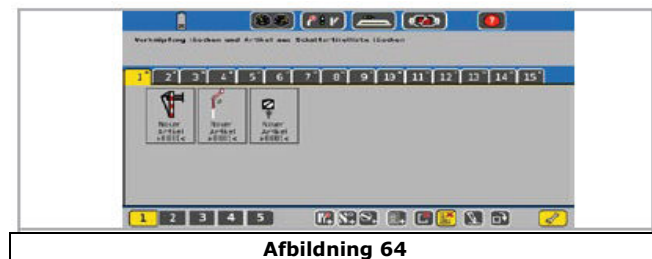 Verknüpfung löschen und Artikel aus Schaltartikelliste löschen
1 2 3 4 5 6 7 8 9 10 11 12 13 14 15
Neuer Neuer Neuer
Artikel Artikel Artikel
1 2 3 4 5
Afbildning 64